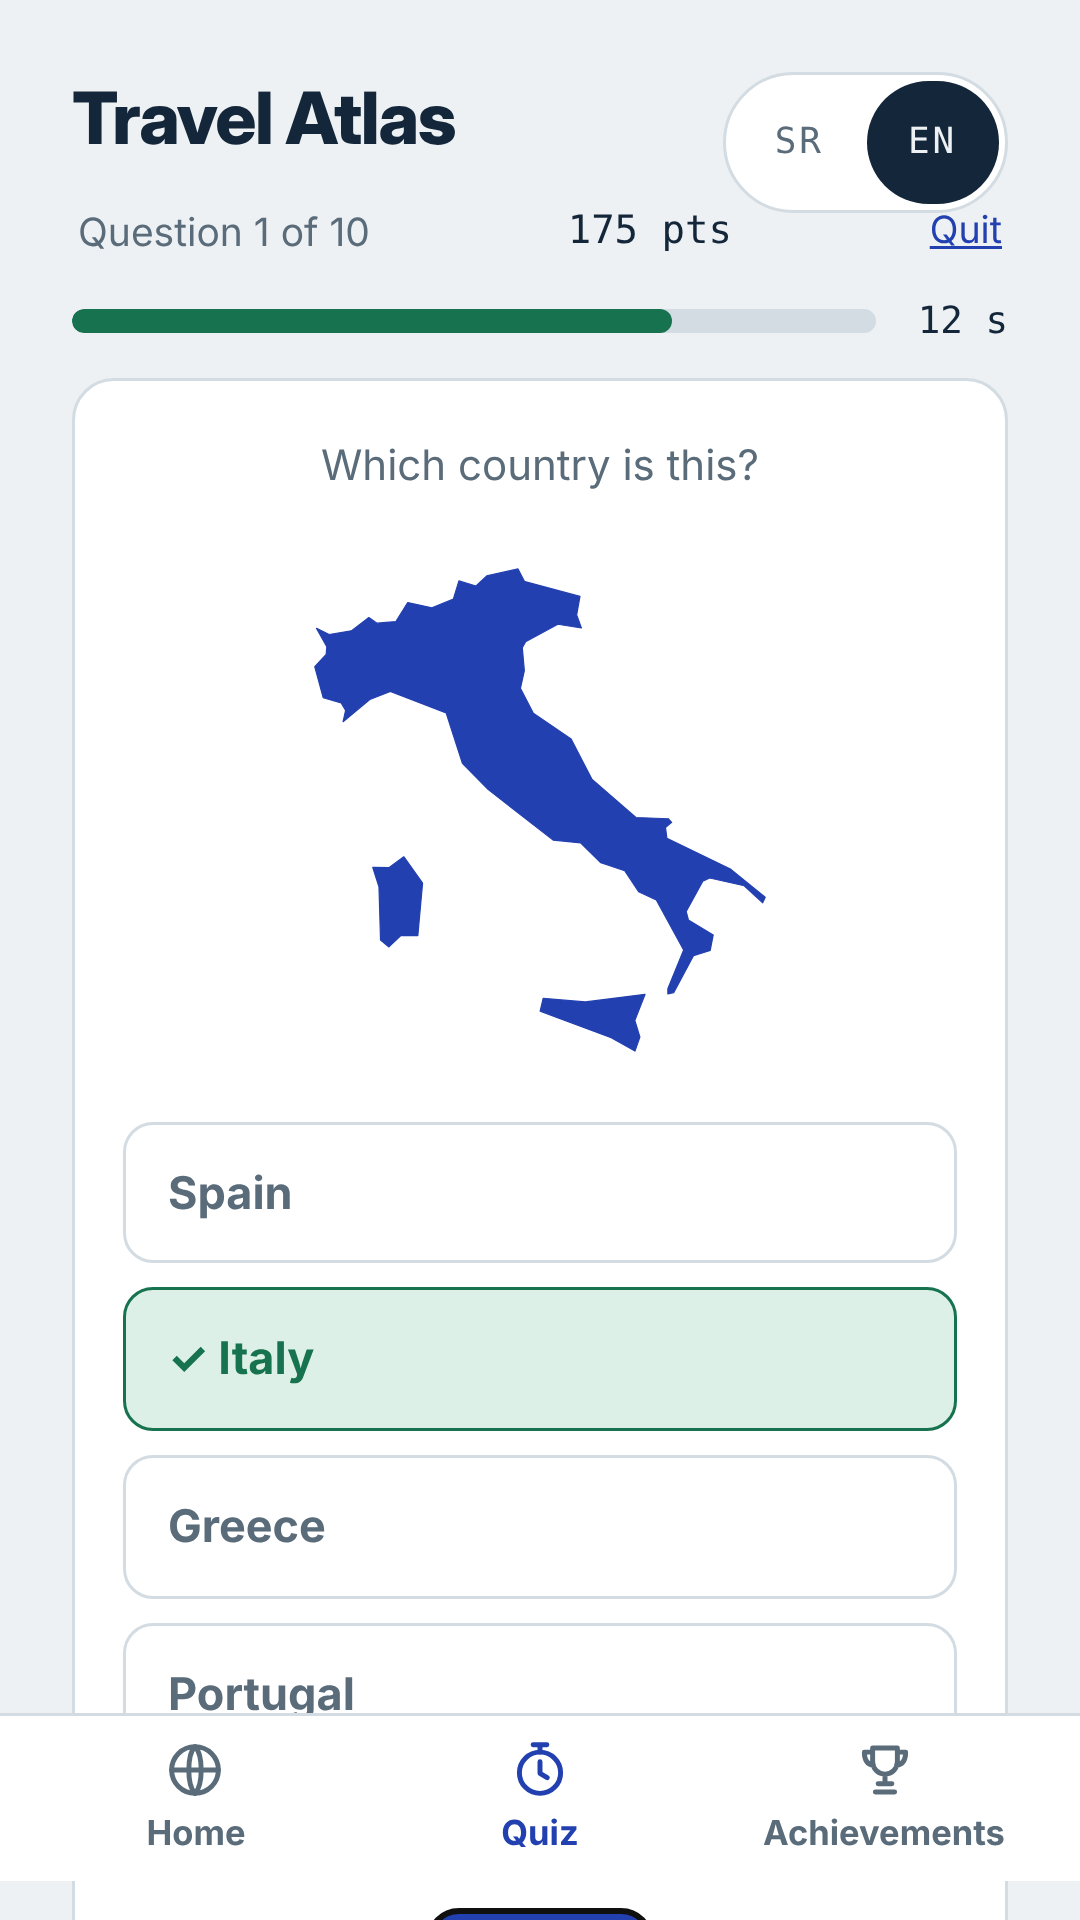 Travel Atlas
SR EN
Question 1 of 10 175 pts Quit
12 s
Which country is this?
Spain
✓ Italy
Greece
Portugal
Home Quiz Achievements